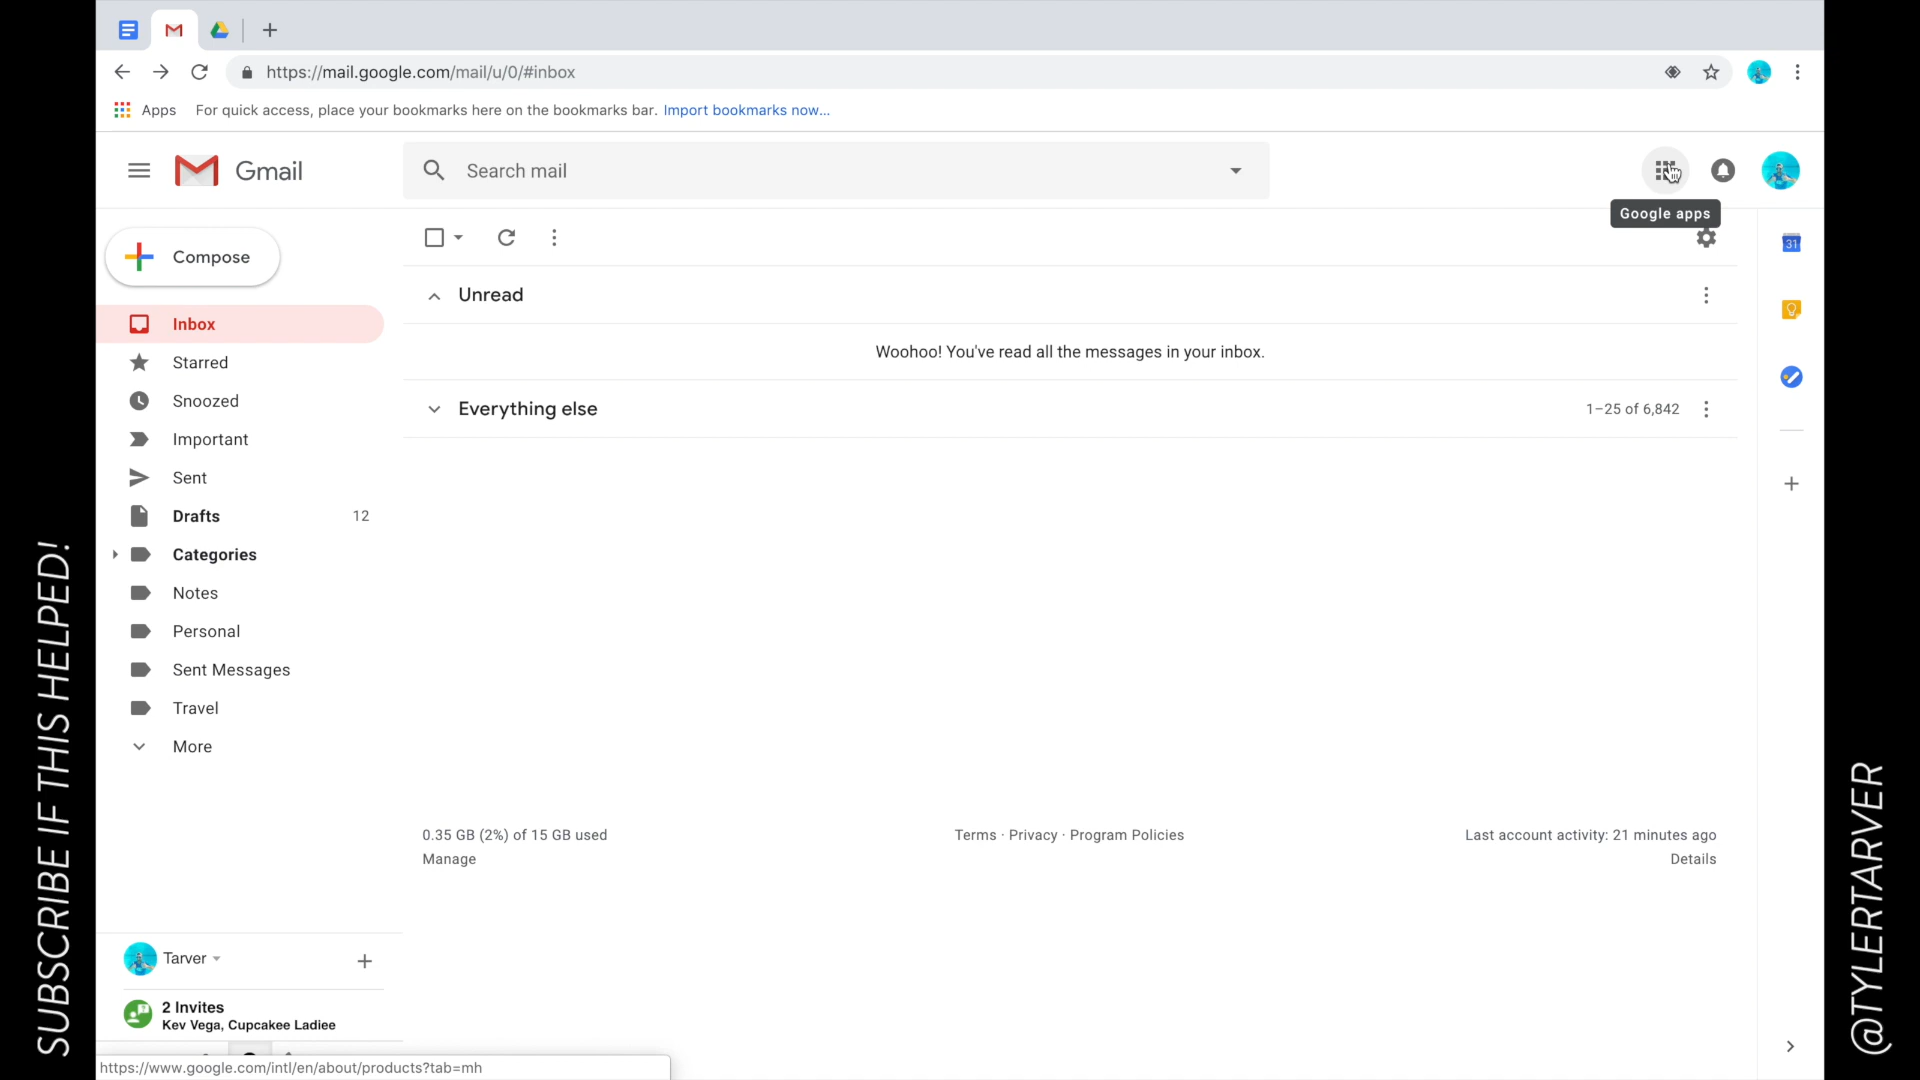 https://mail.google.com/mail/u/0/#inbox
Apps For quick access, place your bookmarks here on the bookmarks bar. Import bookmarks now...
Gmail
Search mail
Google apps
Compose
Unread
Inbox
Woohoo! You've read all the messages in your inbox.
Starred
Snoozed
Everything else 1–25 of 6,842
Important
Sent
Drafts 12
Categories
Notes
Personal
Sent Messages
Travel
More
0.35 GB (2%) of 15 GB used
Manage
Terms · Privacy · Program Policies
Last account activity: 21 minutes ago
Details
Tarver
2 Invites
Kev Vega, Cupcakee Ladiee
https://www.google.com/intl/en/about/products?tab=mh
31
SUBSCRIBE IF THIS HELPED!
@TYLERTARVER